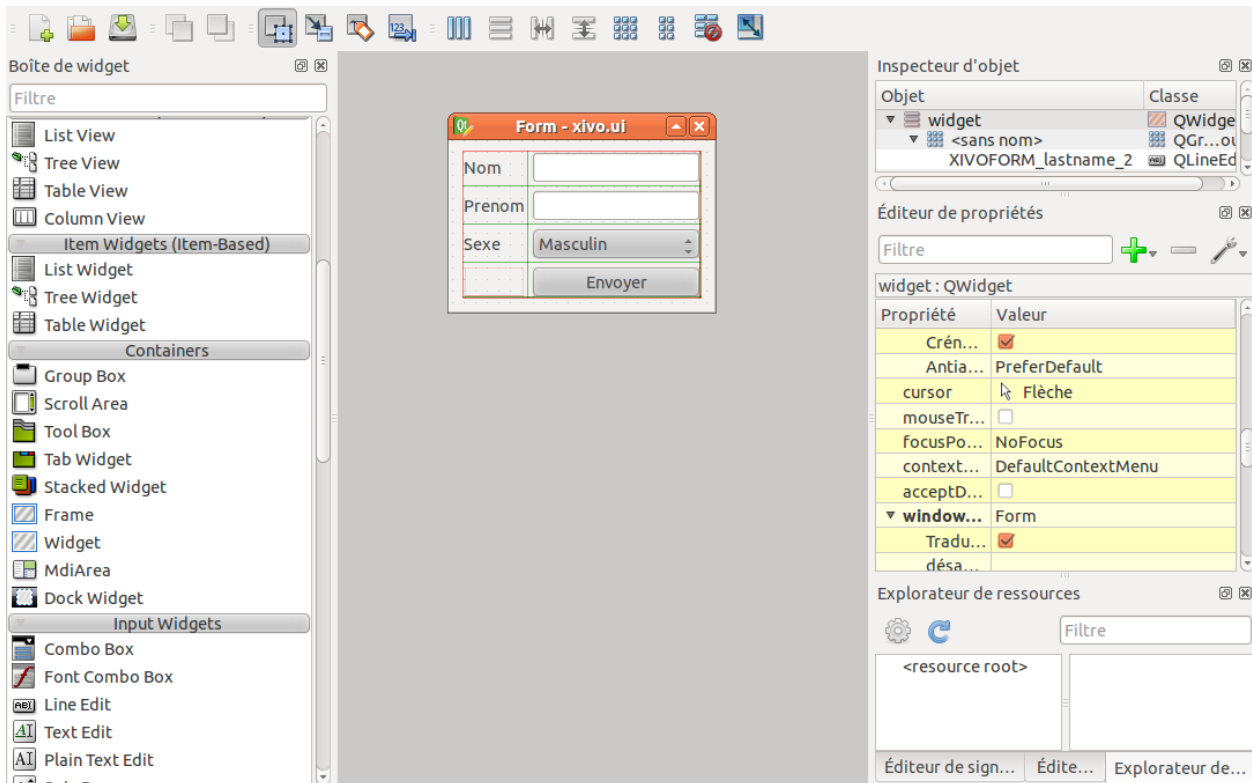 123
Boîte de widget
Filtre
List View
Tree View
Table View
Column View
Item Widgets (Item-Based)
List Widget
Tree Widget
Table Widget
Containers
Group Box
Scroll Area
Tool Box
Tab Widget
Stacked Widget
Frame
Widget
MdiArea
Dock Widget
Input Widgets
Combo Box
Font Combo Box
Line Edit
Text Edit
Plain Text Edit
Form - xivo.ui
Nom
Prenom
Sexe
Masculin
Envoyer
Inspecteur d'objet
Objet Classe
widget QWidge
<sans nom> QGr...ou
XIVOFORM_lastname_2 QLineEd
Éditeur de propriétés
Filtre
widget : QWidget
Propriété Valeur
Crén...
Antia... PreferDefault
cursor Flèche
mouseTr...
focusPo... NoFocus
context... DefaultContextMenu
acceptD...
window... Form
Tradu...
désa...
Explorateur de ressources
Filtre
<resource root>
Éditeur de sign... Édite... Explorateur de...